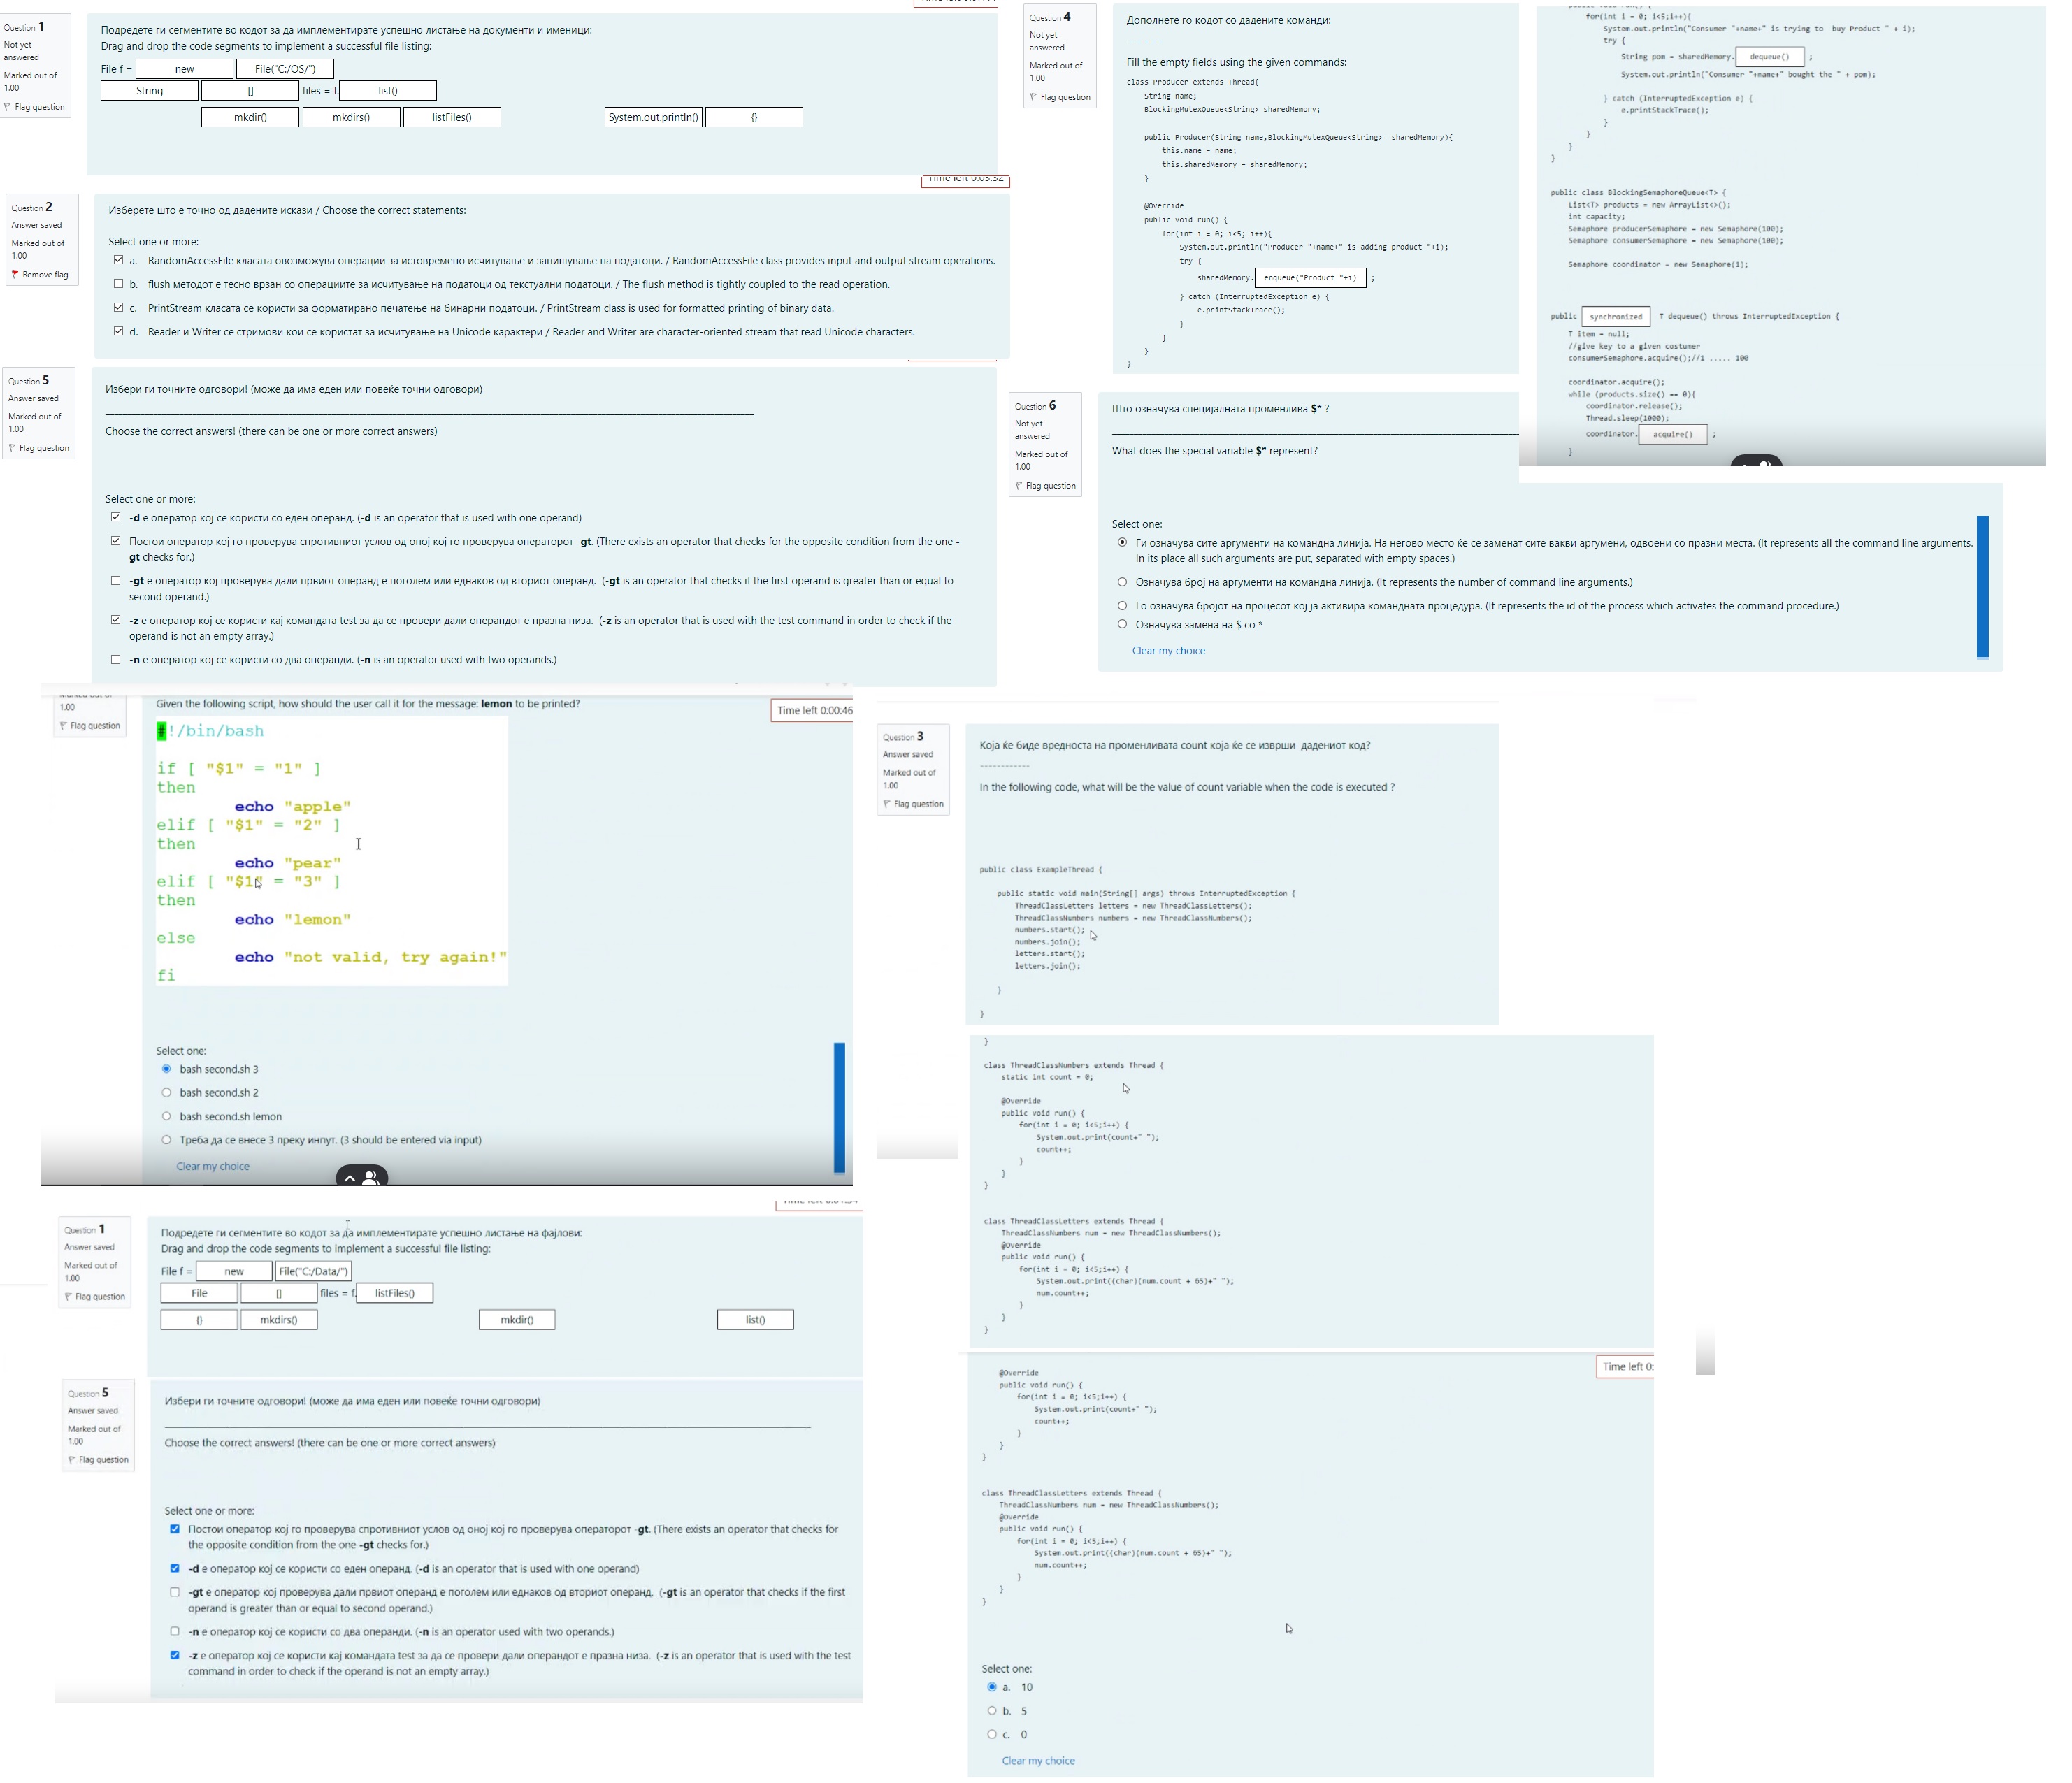 Question 1
Not yet
answered
Marked out of
1.00
Flag question
Подредете ги сегментите во кодот за да имплементирате успешно листање на документи и именици:
Drag and drop the code segments to implement a successful file listing:
File f = new File("C:/OS/")
String [] files = f. list()
mkdir() mkdirs() listFiles() System.out.println() {}
Question 2
Answer saved
Marked out of
1.00
Remove flag
Изберете што е точно од дадените искази / Choose the correct statements:
Select one or more:
a. RandomAccessFile класата овозможува операции за истовремено исчитување и запишување на податоци. / RandomAccessFile class provides input and output stream operations.
b. flush методот е тесно врзан со операциите за исчитување на податоци од текстуални податоци. / The flush method is tightly coupled to the read operation.
c. PrintStream класата се користи за форматирано печатење на бинарни податоци. / PrintStream class is used for formatted printing of binary data.
d. Reader и Writer се стримови кои се користат за исчитување на Unicode карактери / Reader and Writer are character-oriented stream that read Unicode characters.
Question 5
Answer saved
Marked out of
1.00
Flag question
Избери ги точните одговори! (може да има еден или повеќе точни одговори)
Choose the correct answers! (there can be one or more correct answers)
Select one or more:
-d е оператор кој се користи со еден операнд. (-d is an operator that is used with one operand)
Постои оператор кој го проверува спротивниот услов од оној кој го проверува операторот -gt. (There exists an operator that checks for the opposite condition from the one -
gt checks for.)
-gt е оператор кој проверува дали првиот операнд е поголем или еднаков од вториот операнд. (-gt is an operator that checks if the first operand is greater than or equal to
second operand.)
-z е оператор кој се користи кај командата test за да се провери дали операндот е празна низа. (-z is an operator that is used with the test command in order to check if the
operand is not an empty array.)
-n е оператор кој се користи со два операнди. (-n is an operator used with two operands.)
Question 4
Not yet
answered
Marked out of
1.00
Flag question
Дополнете го кодот со дадените команди:
=====
Fill the empty fields using the given commands:
class Producer extends Thread{
String name;
BlockingMutexQueue<String> sharedMemory;
public Producer(String name,BlockingMutexQueue<String> sharedMemory){
this.name = name;
this.sharedMemory = sharedMemory;
}
@Override
public void run() {
for(int i = 0; i<5; i++){
System.out.println("Producer "+name+" is adding product "+i);
try {
sharedMemory. enqueue("Product "+i) ;
} catch (InterruptedException e) {
e.printStackTrace();
}
}
}
}
for(int i = 0; i<5;i++){
System.out.println("Consumer "+name+" is trying to buy Product " + i);
try {
String pom = sharedMemory. dequeue() ;
System.out.println("Consumer "+name+" bought the " + pom);
} catch (InterruptedException e) {
e.printStackTrace();
}
}
}
}
public class BlockingSemaphoreQueue<T> {
List<T> products = new ArrayList<>();
int capacity;
Semaphore producerSemaphore = new Semaphore(100);
Semaphore consumerSemaphore = new Semaphore(100);
Semaphore coordinator = new Semaphore(1);
public synchronized T dequeue() throws InterruptedException {
T item = null;
//give key to a given costumer
consumerSemaphore.acquire();//1 ..... 100
coordinator.acquire();
while (products.size() == 0){
coordinator.release();
Thread.sleep(1000);
coordinator. acquire() ;
}
Question 6
Not yet
answered
Marked out of
1.00
Flag question
Што означува специјалната променлива $* ?
What does the special variable $* represent?
Select one:
Ги означува сите аргументи на командна линија. На негово место ќе се заменат сите вакви аргумени, одвоени со празни места. (It represents all the command line arguments.
In its place all such arguments are put, separated with empty spaces.)
Означува број на аргументи на командна линија. (It represents the number of command line arguments.)
Го означува бројот на процесот кој ја активира командната процедура. (It represents the id of the process which activates the command procedure.)
Означува замена на $ со *
Clear my choice
1.00
Flag question
Given the following script, how should the user call it for the message: lemon to be printed?
Time left 0:00:46
#!/bin/bash
if [ "$1" = "1" ]
then
echo "apple"
elif [ "$1" = "2" ]
then
echo "pear"
elif [ "$1" = "3" ]
then
echo "lemon"
else
echo "not valid, try again!"
fi
Select one:
bash second.sh 3
bash second.sh 2
bash second.sh lemon
Треба да се внесе 3 преку инпут. (3 should be entered via input)
Clear my choice
Question 3
Answer saved
Marked out of
1.00
Flag question
Која ќе биде вредноста на променливата count која ќе се изврши дадениот код?
------------
In the following code, what will be the value of count variable when the code is executed ?
public class ExampleThread {
public static void main(String[] args) throws InterruptedException {
ThreadClassLetters letters = new ThreadClassLetters();
ThreadClassNumbers numbers = new ThreadClassNumbers();
numbers.start();
numbers.join();
letters.start();
letters.join();
}
}
}
class ThreadClassNumbers extends Thread {
static int count = 0;
@Override
public void run() {
for(int i = 0; i<5;i++) {
System.out.print(count+" ");
count++;
}
}
}
class ThreadClassLetters extends Thread {
ThreadClassNumbers num = new ThreadClassNumbers();
@Override
public void run() {
for(int i = 0; i<5;i++) {
System.out.print((char)(num.count + 65)+" ");
num.count++;
}
}
}
Time left 0:
@Override
public void run() {
for(int i = 0; i<5;i++) {
System.out.print(count+" ");
count++;
}
}
}
class ThreadClassLetters extends Thread {
ThreadClassNumbers num = new ThreadClassNumbers();
@Override
public void run() {
for(int i = 0; i<5;i++) {
System.out.print((char)(num.count + 65)+" ");
num.count++;
}
}
}
Select one:
a. 10
b. 5
c. 0
Clear my choice
Question 1
Answer saved
Marked out of
1.00
Flag question
Подредете ги сегментите во кодот за да имплементирате успешно листање на фајлови:
Drag and drop the code segments to implement a successful file listing:
File f = new File("C:/Data/")
File [] files = f. listFiles()
{} mkdirs() mkdir() list()
Question 5
Answer saved
Marked out of
1.00
Flag question
Избери ги точните одговори! (може да има еден или повеќе точни одговори)
Choose the correct answers! (there can be one or more correct answers)
Select one or more:
Постои оператор кој го проверува спротивниот услов од оној кој го проверува операторот -gt. (There exists an operator that checks for
the opposite condition from the one -gt checks for.)
-d е оператор кој се користи со еден операнд. (-d is an operator that is used with one operand)
-gt е оператор кој проверува дали првиот операнд е поголем или еднаков од вториот операнд. (-gt is an operator that checks if the first
operand is greater than or equal to second operand.)
-n е оператор кој се користи со два операнди. (-n is an operator used with two operands.)
-z е оператор кој се користи кај командата test за да се провери дали операндот е празна низа. (-z is an operator that is used with the test
command in order to check if the operand is not an empty array.)